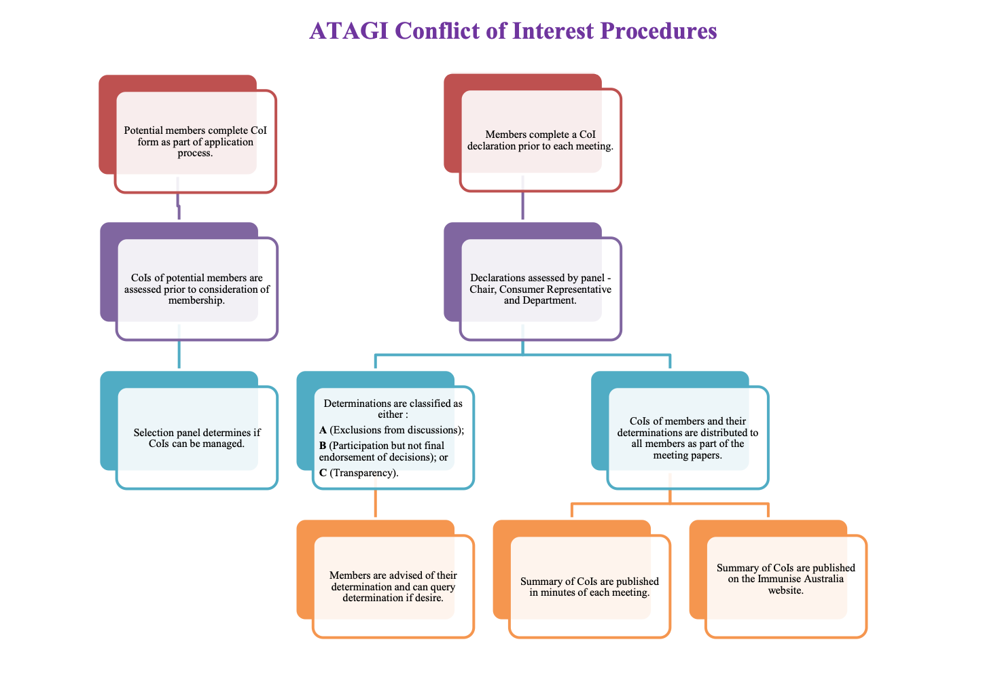 ATAGI Conflict of Interest Procedures
Potential members complete CoI
form as part of application
process.
Members complete a CoI
declaration prior to each meeting.
CoIs of potential members are
assessed prior to consideration of
membership.
Declarations assessed by panel -
Chair, Consumer Representative
and Department.
Selection panel determines if
CoIs can be managed.
Determinations are classified as
either :
A (Exclusions from discussions);
B (Participation but not final
endorsement of decisions); or
C (Transparency).
CoIs of members and their
determinations are distributed to
all members as part of the
meeting papers.
Members are advised of their
determination and can query
determination if desire.
Summary of CoIs are published
in minutes of each meeting.
Summary of CoIs are published
on the Immunise Australia
website.